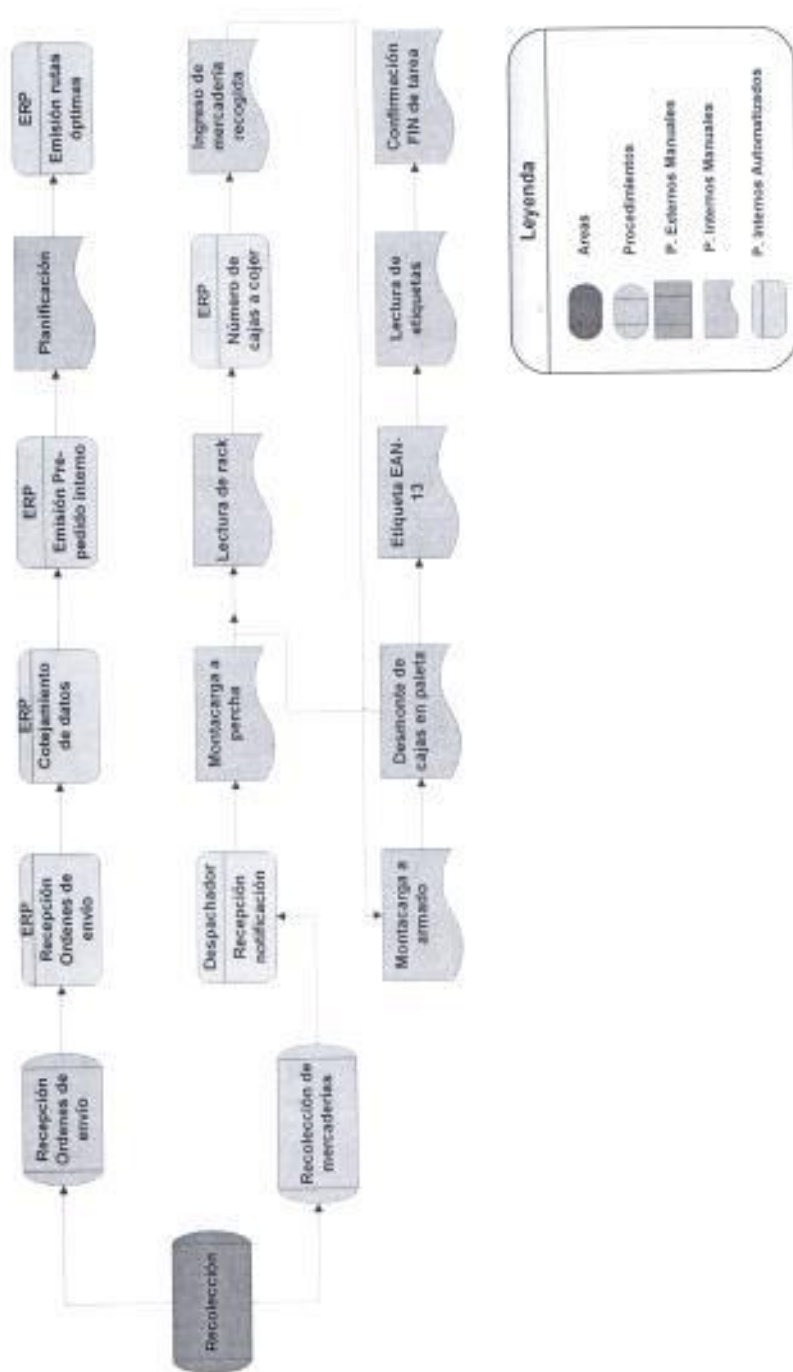 Recolección
Recepción
Ordenes de
envío
ERP
Recepción
Ordenes de
envío
ERP
Cotejamiento
de datos
ERP
Emisión Pre-
pedido interno
Planificación
ERP
Emisión rutas
óptimas
Recolección de
mercaderías
Despachador
Recepción
notificación
Montacarga a
percha
Lectura de rack
ERP
Número de
cajas a cojer
Ingreso de
mercadería
recogida
Montacarga a
armado
Desmonte de
cajas en paleta
Etiqueta EAN-
13
Lectura de
etiquetas
Confirmación
FIN de tarea
Leyenda
Areas
Procedimientos
P. Externos Manuales
P. Internos Manuales
P. Internos Automatizados